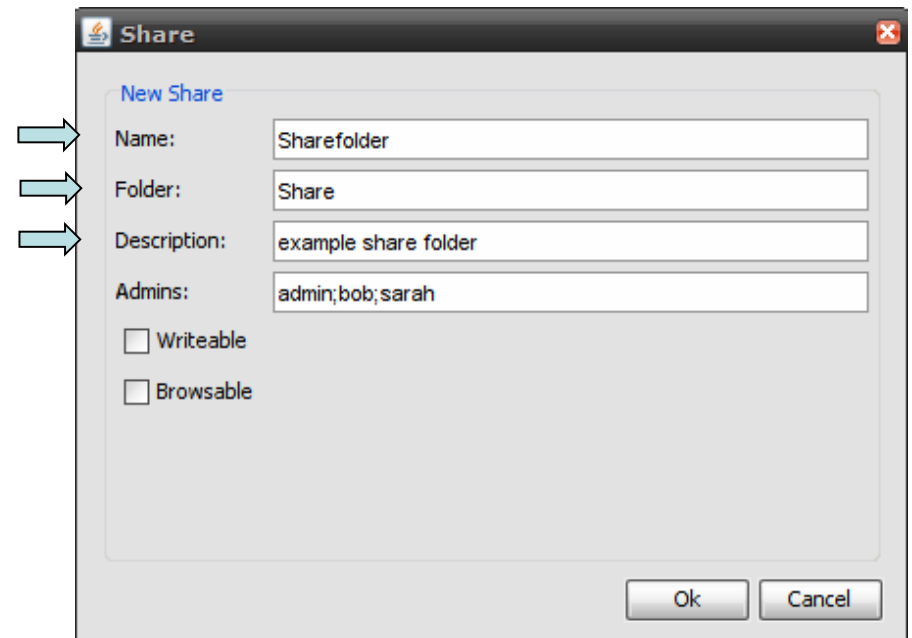 Share
New Share
Name: Sharefolder
Folder: Share
Description: example share folder
Admins: admin;bob;sarah
Writeable
Browsable
Ok Cancel